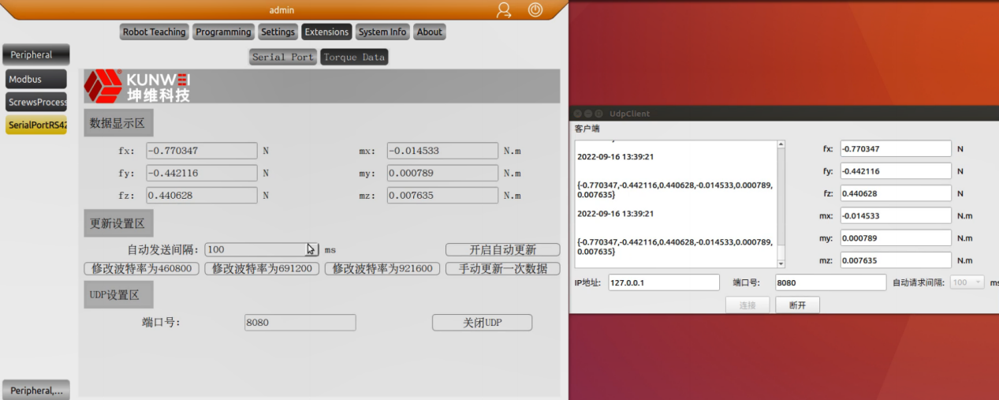 admin
Robot Teaching Programming Settings Extensions System Info About
Peripheral
Serial Port Torque Data
Modbus
ScrewsProcess
SerialPortRS42
KUNWEI
坤维科技
数据显示区
fx: -0.770347 N mx: -0.014533 N.m
fy: -0.442116 N my: 0.000789 N.m
fz: 0.440628 N mz: 0.007635 N.m
更新设置区
自动发送间隔: 100 ms 开启自动更新
修改波特率为460800 修改波特率为691200 修改波特率为921600 手动更新一次数据
UDP设置区
端口号: 8080 关闭UDP
Peripheral,...
UdpClient
客户端
2022-09-16 13:39:21
{-0.770347,-0.442116,0.440628,-0.014533,0.000789,
0.007635}
2022-09-16 13:39:21
{-0.770347,-0.442116,0.440628,-0.014533,0.000789,
0.007635}
fx: -0.770347 N
fy: -0.442116 N
fz: 0.440628 N
mx: -0.014533 N.m
my: 0.000789 N.m
mz: 0.007635 N.m
IP地址: 127.0.0.1 端口号: 8080 自动请求间隔: 100 ms
连接 断开